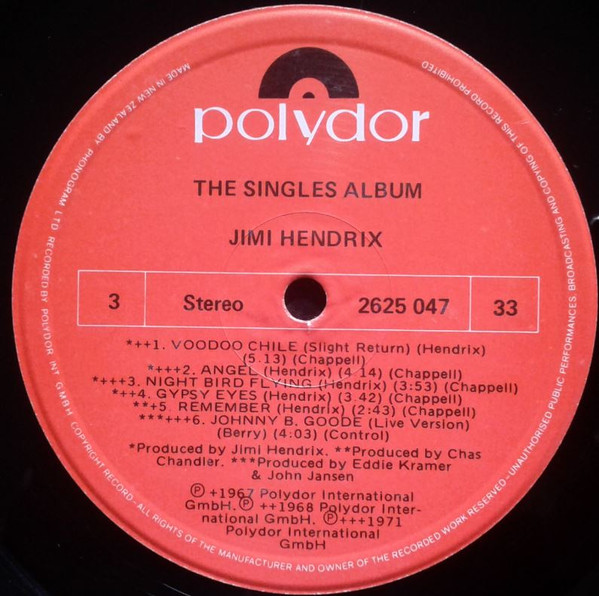 polydor
THE SINGLES ALBUM
JIMI HENDRIX
3 Stereo 2625 047 33
*++1. VOODOO CHILE (Slight Return) (Hendrix)
(5.13) (Chappell)
*+++2. ANGEL (Hendrix) (4:14) (Chappell)
*+++3. NIGHT BIRD FLYING (Hendrix) (3:53) (Chappell)
*++4. GYPSY EYES (Hendrix) (3.42) (Chappell)
**+5. REMEMBER (Hendrix) (2:43) (Chappell)
***+++6. JOHNNY B. GOODE (Live Version)
(Berry) (4:03) (Control)
*Produced by Jimi Hendrix. **Produced by Chas
Chandler. ***Produced by Eddie Kramer
& John Jansen
℗ +1967 Polydor International
GmbH. ℗ ++1968 Polydor Inter-
national GmbH. ℗ +++1971
Polydor International
GmbH
MADE IN NEW ZEALAND BY PHONOGRAM LTD. RECORDED BY POLYDOR INT. GMBH COPYRIGHT RECORD - ALL RIGHTS OF THE MANUFACTURER AND OWNER OF THE RECORDED WORK RESERVED - UNAUTHORISED PUBLIC PERFORMANCES, BROADCASTING AND COPYING OF THIS RECORD PROHIBITED